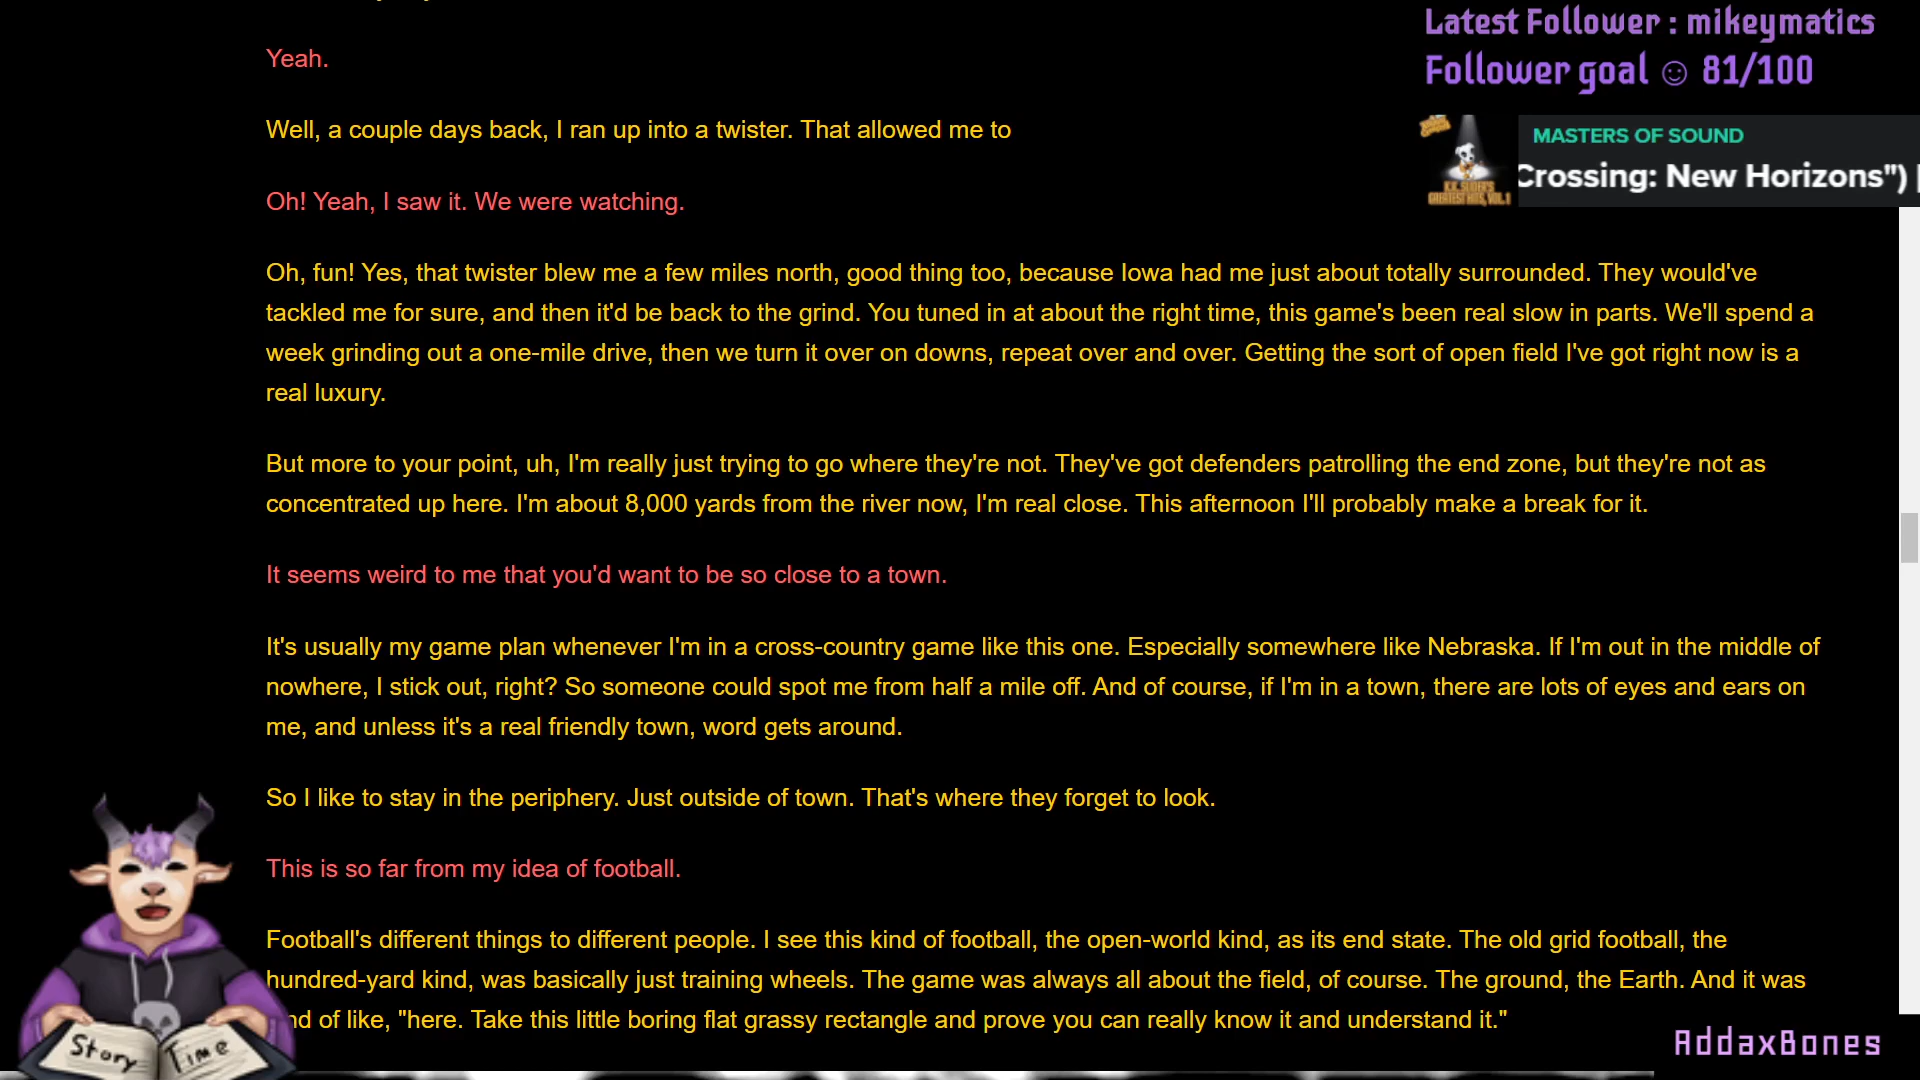 Latest Follower : mikeymatics
Follower goal ☺ 81/100
MASTERS OF SOUND
Crossing: New Horizons") |
K.K. SLIDER'S
GREATEST HITS, VOL. 1
Yeah.
Well, a couple days back, I ran up into a twister. That allowed me to
Oh! Yeah, I saw it. We were watching.
Oh, fun! Yes, that twister blew me a few miles north, good thing too, because Iowa had me just about totally surrounded. They would've
tackled me for sure, and then it'd be back to the grind. You tuned in at about the right time, this game's been real slow in parts. We'll spend a
week grinding out a one-mile drive, then we turn it over on downs, repeat over and over. Getting the sort of open field I've got right now is a
real luxury.
But more to your point, uh, I'm really just trying to go where they're not. They've got defenders patrolling the end zone, but they're not as
concentrated up here. I'm about 8,000 yards from the river now, I'm real close. This afternoon I'll probably make a break for it.
It seems weird to me that you'd want to be so close to a town.
It's usually my game plan whenever I'm in a cross-country game like this one. Especially somewhere like Nebraska. If I'm out in the middle of
nowhere, I stick out, right? So someone could spot me from half a mile off. And of course, if I'm in a town, there are lots of eyes and ears on
me, and unless it's a real friendly town, word gets around.
So I like to stay in the periphery. Just outside of town. That's where they forget to look.
This is so far from my idea of football.
Football's different things to different people. I see this kind of football, the open-world kind, as its end state. The old grid football, the
hundred-yard kind, was basically just training wheels. The game was always all about the field, of course. The ground, the Earth. And it was
nd of like, "here. Take this little boring flat grassy rectangle and prove you can really know it and understand it."
Story Time
AddaxBones